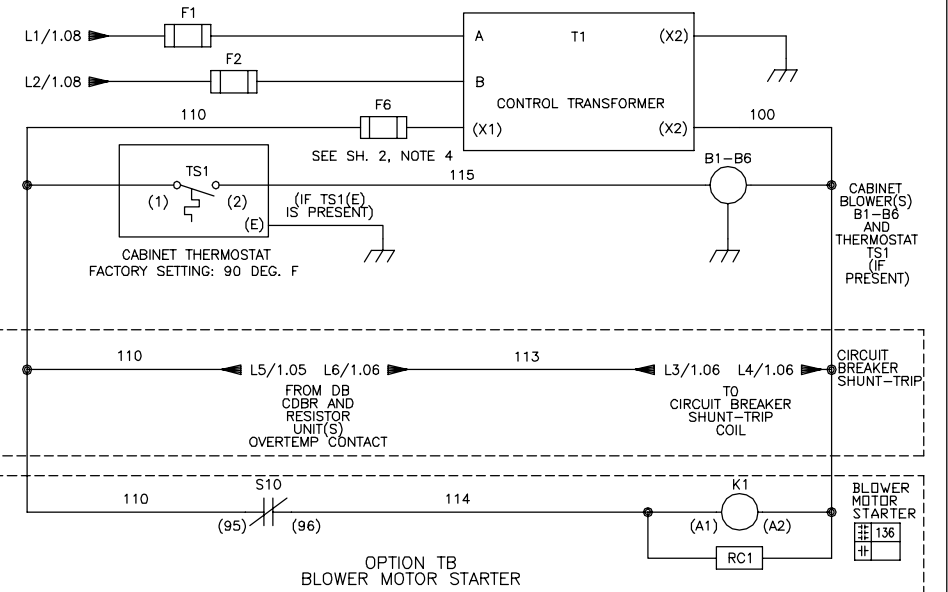 F1
L1/1.08
A
T1
(X2)
F2
L2/1.08
B
CONTROL TRANSFORMER
110
F6
(X1)
(X2)
100
SEE SH. 2, NOTE 4
B1-B6
TS1
115
(1)
(2)
(IF TS1(E)
IS PRESENT)
(E)
CABINET
BLOWER(S)
B1-B6
AND
THERMOSTAT
TS1
(IF
PRESENT)
CABINET THERMOSTAT
FACTORY SETTING: 90 DEG. F
110
L5/1.05
L6/1.06
113
L3/1.06
L4/1.06
CIRCUIT
BREAKER
SHUNT-TRIP
FROM DB
CDBR AND
RESISTOR
UNIT(S)
OVERTEMP CONTACT
TO
CIRCUIT BREAKER
SHUNT-TRIP
COIL
110
S10
114
K1
(95)
(96)
(A1)
(A2)
BLOWER
MOTOR
STARTER
136
RC1
OPTION TB
BLOWER MOTOR STARTER